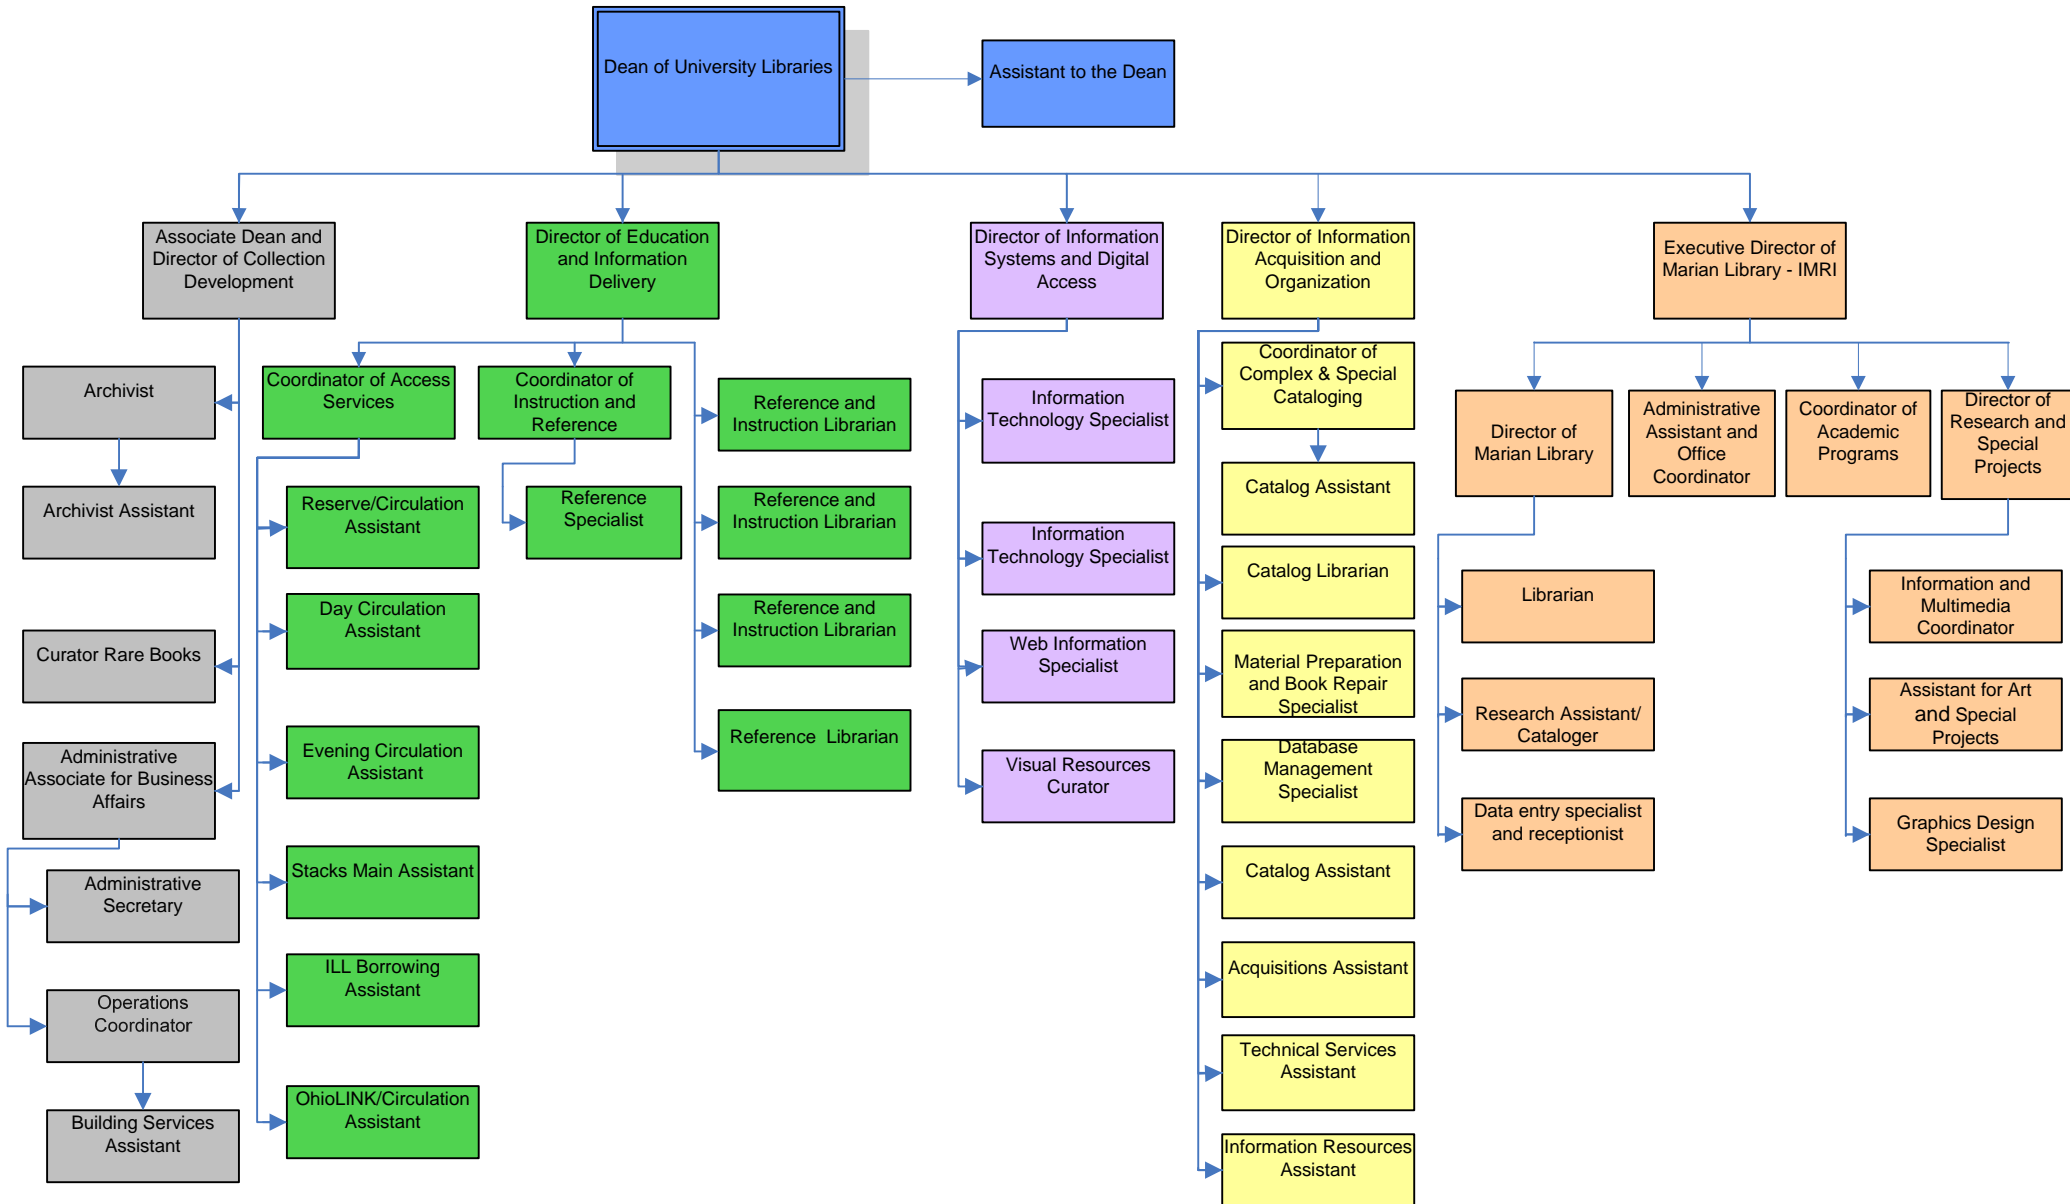 Dean of University Libraries
Assistant to the Dean
Associate Dean and
Director of Collection
Development
Director of Education
and Information
Delivery
Director of Information
Systems and Digital
Access
Director of Information
Acquisition and
Organization
Executive Director of
Marian Library - IMRI
Archivist
Archivist Assistant
Curator Rare Books
Administrative
Associate for Business
Affairs
Administrative
Secretary
Operations
Coordinator
Building Services
Assistant
Coordinator of Access
Services
Reserve/Circulation
Assistant
Day Circulation
Assistant
Evening Circulation
Assistant
Stacks Main Assistant
ILL Borrowing
Assistant
OhioLINK/Circulation
Assistant
Coordinator of
Instruction and
Reference
Reference
Specialist
Reference and
Instruction Librarian
Reference and
Instruction Librarian
Reference and
Instruction Librarian
Reference Librarian
Information
Technology Specialist
Information
Technology Specialist
Web Information
Specialist
Visual Resources
Curator
Coordinator of
Complex & Special
Cataloging
Catalog Assistant
Catalog Librarian
Material Preparation
and Book Repair
Specialist
Database
Management
Specialist
Catalog Assistant
Acquisitions Assistant
Technical Services
Assistant
Information Resources
Assistant
Director of
Marian Library
Administrative
Assistant and
Office
Coordinator
Coordinator of
Academic
Programs
Director of
Research and
Special
Projects
Librarian
Research Assistant/
Cataloger
Data entry specialist
and receptionist
Information and
Multimedia
Coordinator
Assistant for Art
and Special
Projects
Graphics Design
Specialist